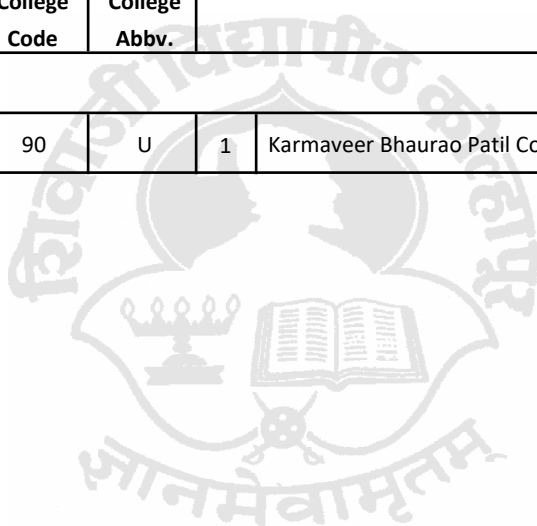 College College
Code Abbv.
90 U 1 Karmaveer Bhaurao Patil Co
शिवाजी विद्यापीठ कोल्हापूर
ज्ञानमेवामृतम्